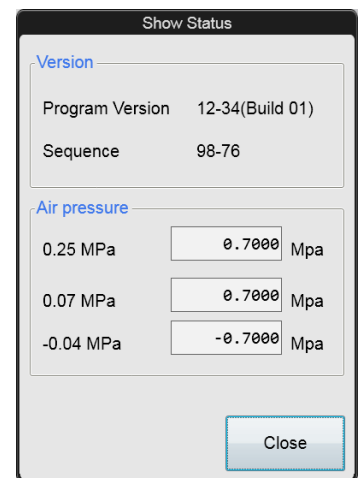 Show Status
Version
Program Version 12-34(Build 01)
Sequence 98-76
Air pressure
0.25 MPa 0.7000 Mpa
0.07 MPa 0.7000 Mpa
-0.04 MPa -0.7000 Mpa
Close